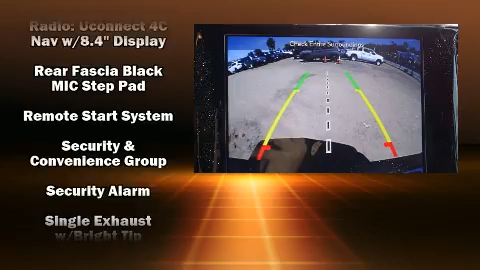 Radio: Uconnect 4C
Nav w/8.4" Display
Rear Fascia Black
MIC Step Pad
Remote Start System
Security &
Convenience Group
Security Alarm
Single Exhaust
w/Bright Tip
Check Entire Surroundings